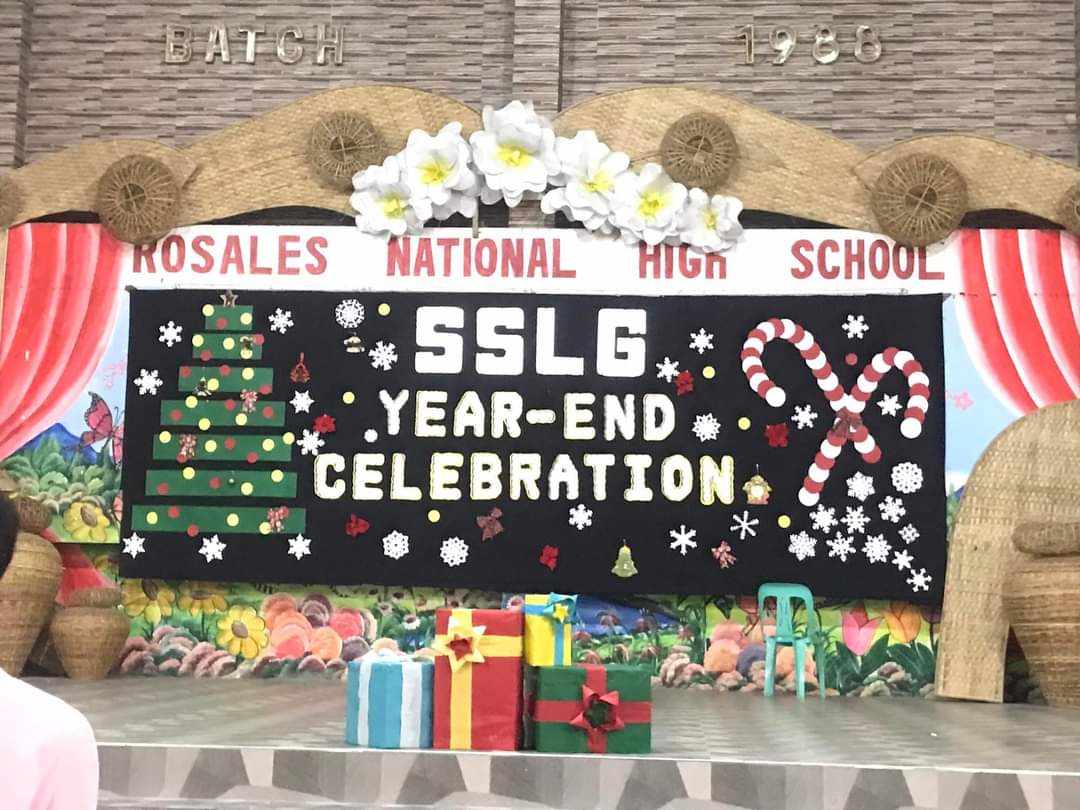 BATCH 1988
ROSALES NATIONAL HIGH SCHOOL
SSLG
YEAR-END
CELEBRATION